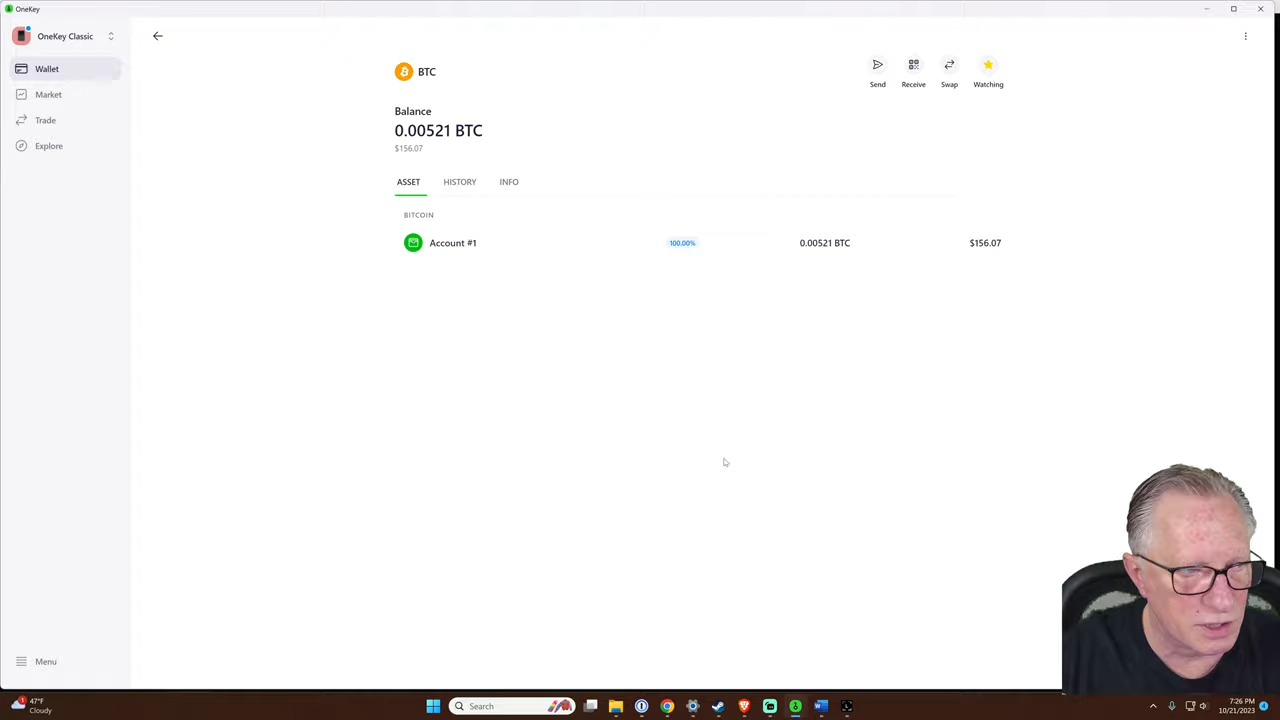 OneKey
OneKey Classic
Wallet
Market
Trade
Explore
BTC
Send
Receive
Swap
Watching
Balance
0.00521 BTC
$156.07
ASSET
HISTORY
INFO
BITCOIN
Account #1
100.00%
0.00521 BTC
$156.07
Menu
1
47°F
Cloudy
Search
7:26 PM
10/21/2023
4